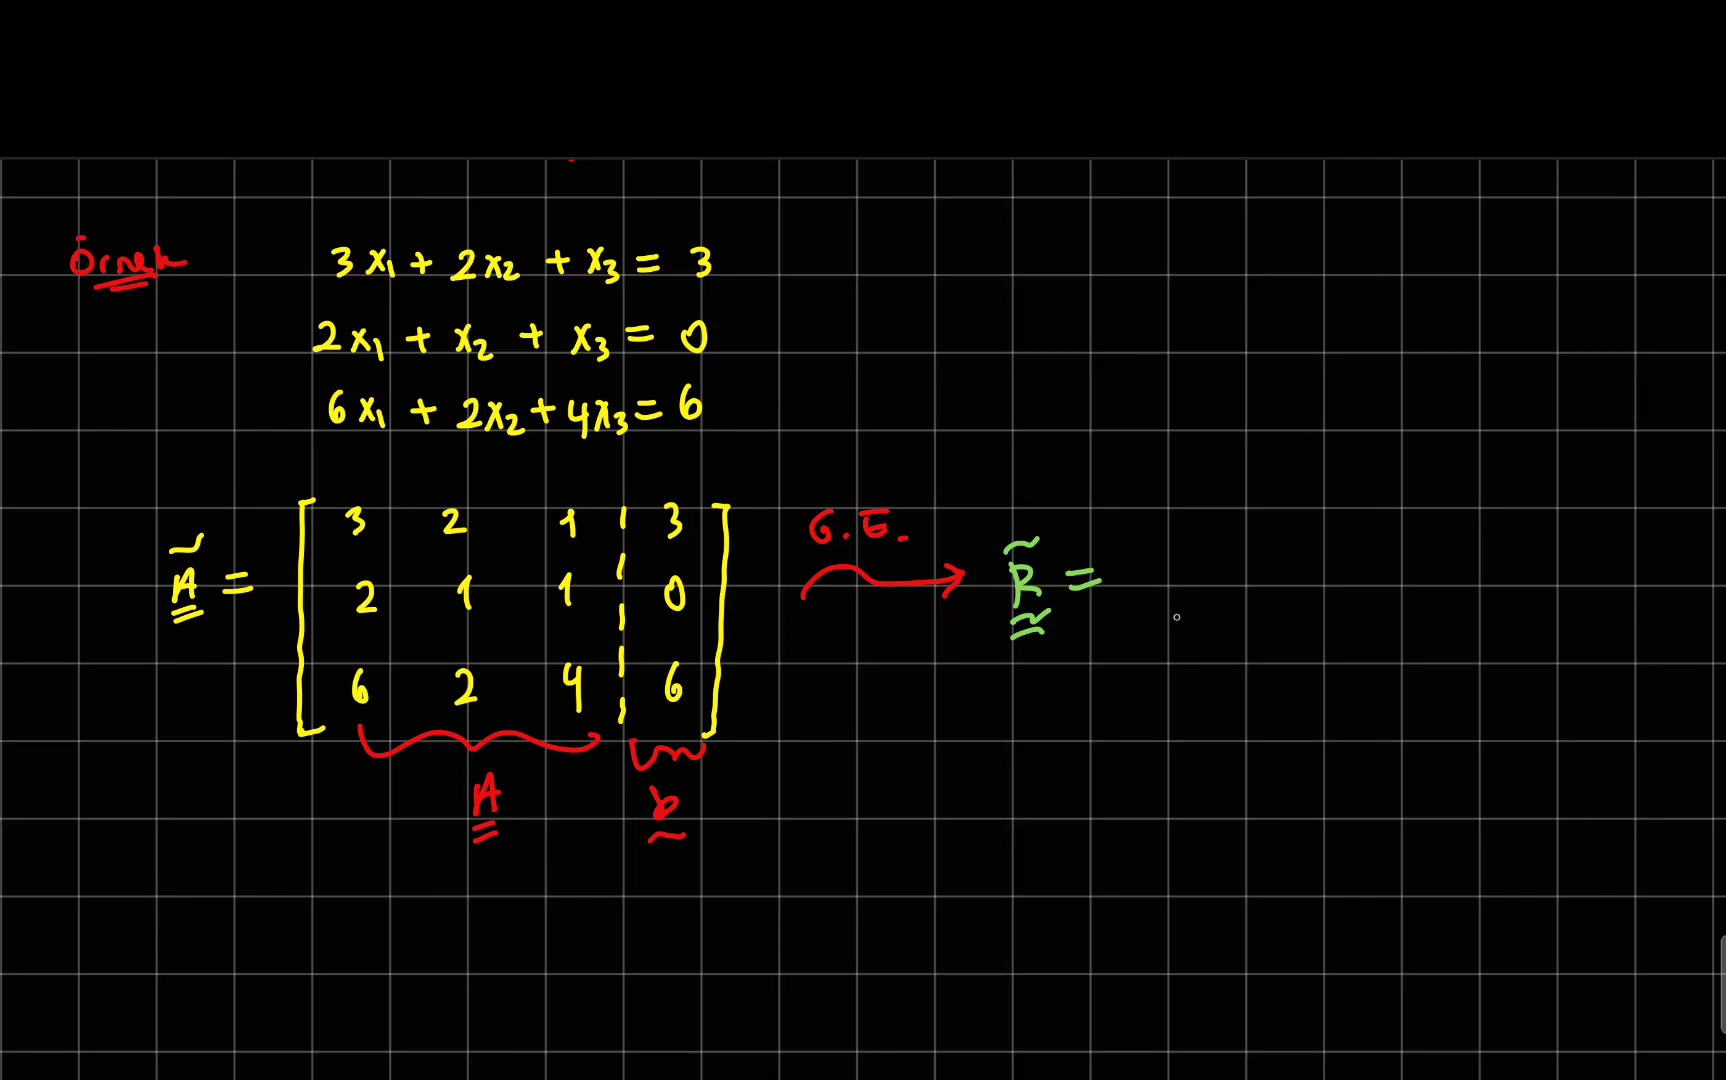 Örnek
3x₁ + 2x₂ + x₃ = 3
2x₁ + x₂ + x₃ = 0
6x₁ + 2x₂ + 4x₃ = 6
Ã = [ 3 2 1 ¦ 3 ]
[ 2 1 1 ¦ 0 ]
[ 6 2 4 ¦ 6 ]
G.E.
→ R̃ =
A b